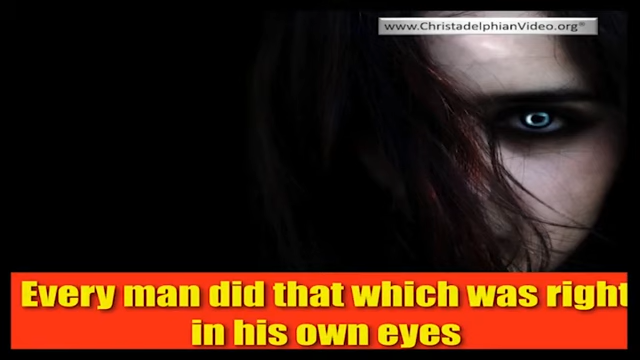 www.ChristadelphianVideo.org®
Every man did that which was right
in his own eyes